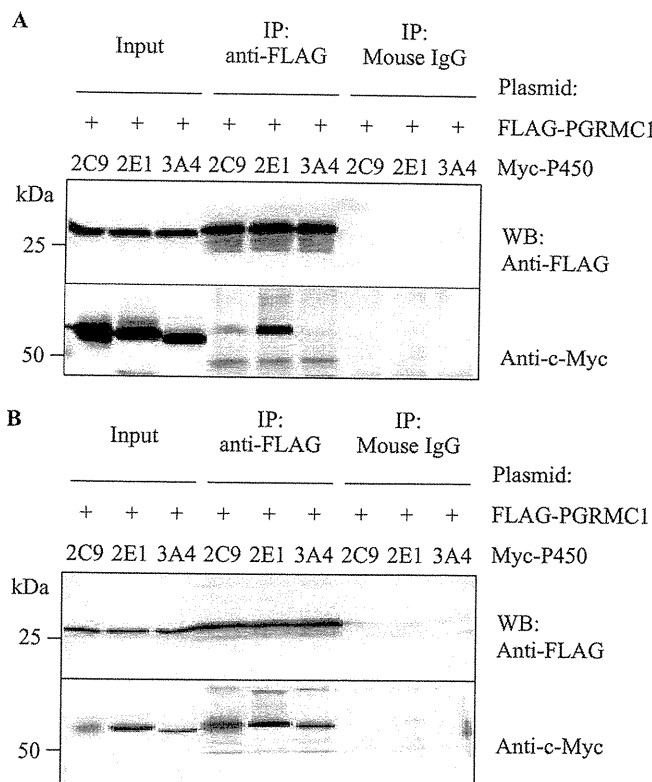 A
Input
IP:
anti-FLAG
IP:
Mouse IgG
Plasmid:
+ + + + + + + + + FLAG-PGRMC1
2C9 2E1 3A4 2C9 2E1 3A4 2C9 2E1 3A4 Myc-P450
kDa
25
WB:
Anti-FLAG
50
Anti-c-Myc
B
Input
IP:
anti-FLAG
IP:
Mouse IgG
Plasmid:
+ + + + + + + + + FLAG-PGRMC1
2C9 2E1 3A4 2C9 2E1 3A4 2C9 2E1 3A4 Myc-P450
kDa
25
WB:
Anti-FLAG
50
Anti-c-Myc